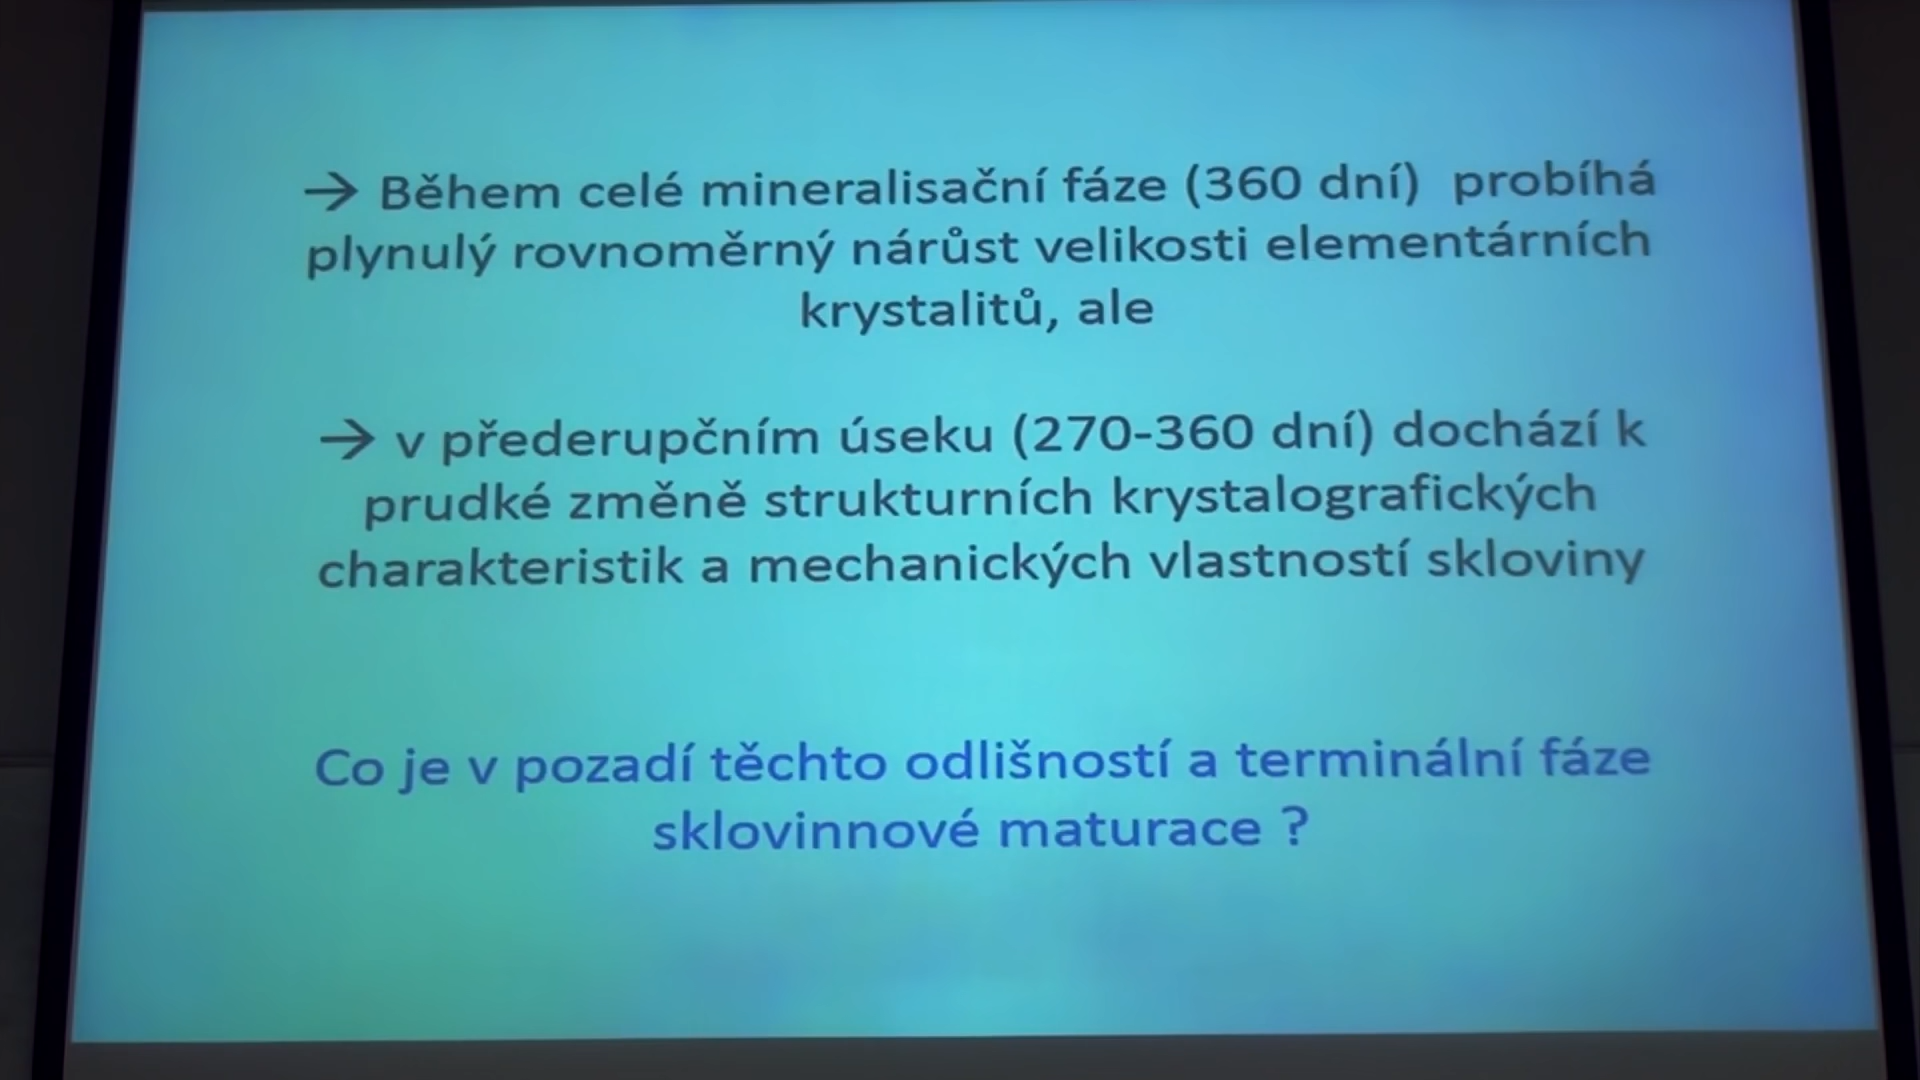 → Během celé mineralisační fáze (360 dní) probíhá
plynulý rovnoměrný nárůst velikosti elementárních
krystalitů, ale
→ v přederupčním úseku (270-360 dní) dochází k
prudké změně strukturních krystalografických
charakteristik a mechanických vlastností skloviny
Co je v pozadí těchto odlišností a terminální fáze
sklovinnové maturace ?